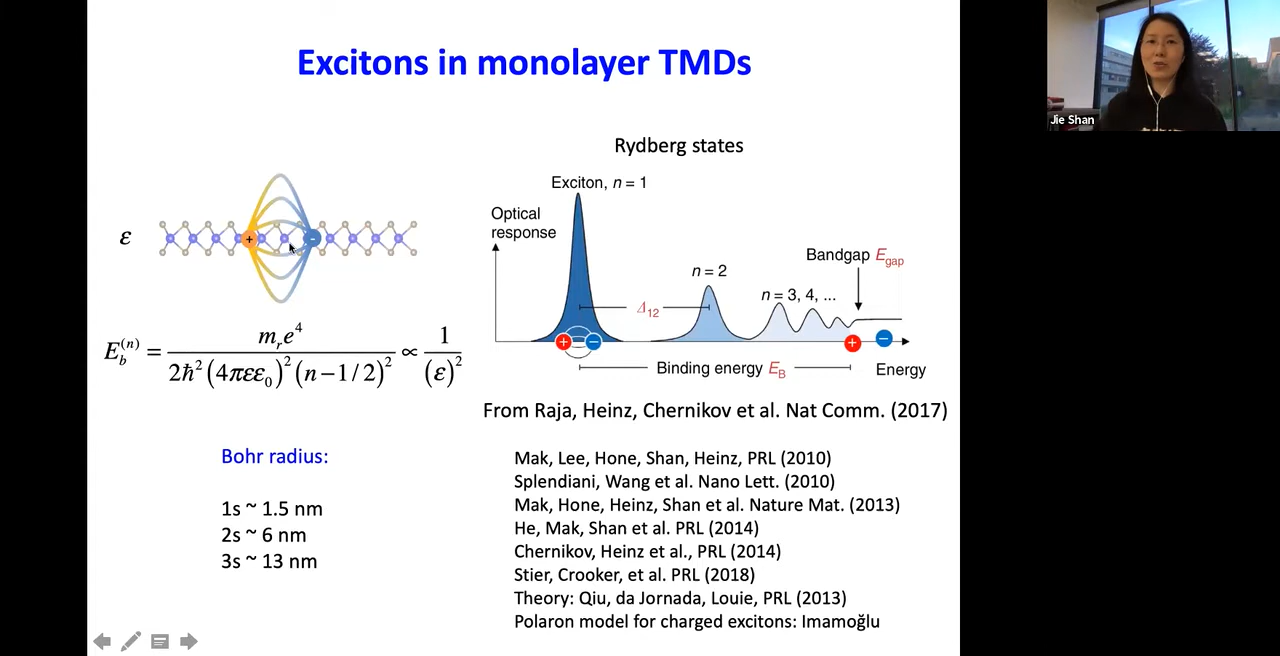 Excitons in monolayer TMDs
Jie Shan
Rydberg states
Exciton, n = 1
Optical
response
n = 2
Bandgap E_gap
n = 3, 4, ...
Δ_12
ε
+
-
+
−
+
−
Binding energy E_B
Energy
E_b^(n) = m_r e^4 / 2ħ^2 (4πεε_0)^2 (n−1/2)^2 ∝ 1 / (ε)^2
From Raja, Heinz, Chernikov et al. Nat Comm. (2017)
Bohr radius:
1s ~ 1.5 nm
2s ~ 6 nm
3s ~ 13 nm
Mak, Lee, Hone, Shan, Heinz, PRL (2010)
Splendiani, Wang et al. Nano Lett. (2010)
Mak, Hone, Heinz, Shan et al. Nature Mat. (2013)
He, Mak, Shan et al. PRL (2014)
Chernikov, Heinz et al., PRL (2014)
Stier, Crooker, et al. PRL (2018)
Theory: Qiu, da Jornada, Louie, PRL (2013)
Polaron model for charged excitons: Imamoğlu